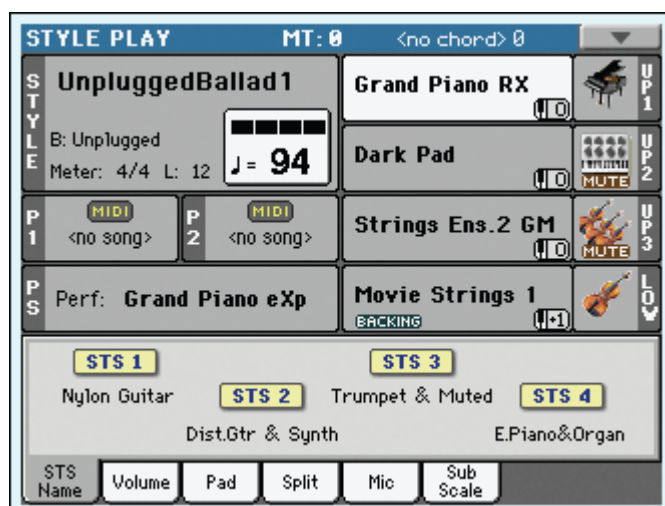 STYLE PLAY MT: 0 <no chord> 0
STYLE
UnpluggedBallad1
B: Unplugged
Meter: 4/4 L: 12
♩= 94
Grand Piano RX
0
UP1
Dark Pad
0
MUTE
UP2
P1
MIDI
<no song>
P2
MIDI
<no song>
Strings Ens.2 GM
0
MUTE
UP3
PS
Perf: Grand Piano eXp
Movie Strings 1
BACKING
+1
LOW
STS 1
Nylon Guitar
STS 2
Dist.Gtr & Synth
STS 3
Trumpet & Muted
STS 4
E.Piano&Organ
STS Name
Volume
Pad
Split
Mic
Sub Scale